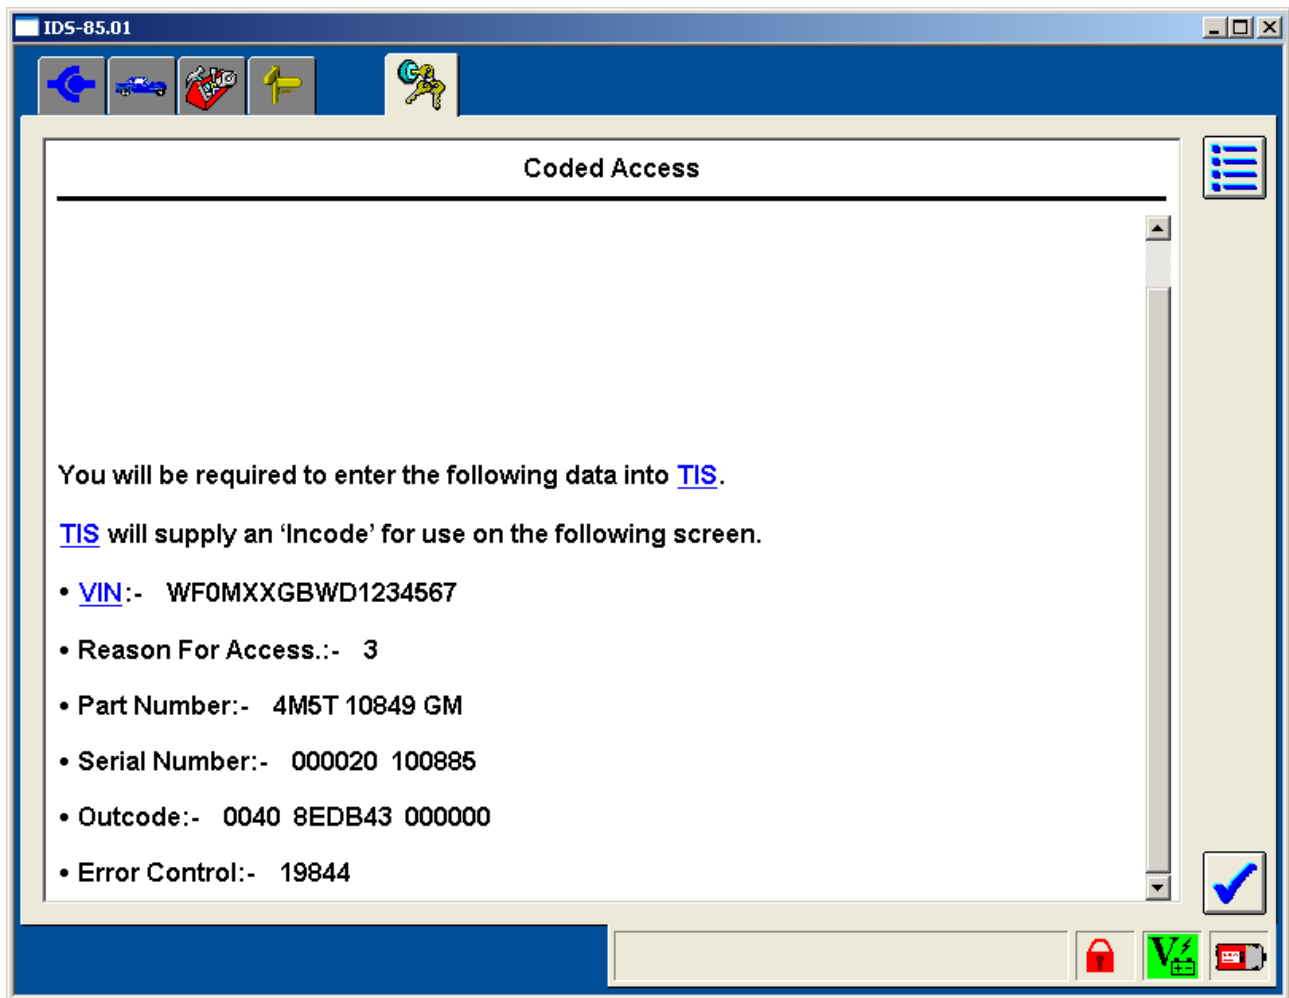 IDS-85.01
Coded Access
You will be required to enter the following data into TIS.
TIS will supply an ‘Incode’ for use on the following screen.
• VIN:- WF0MXXGBWD1234567
• Reason For Access.:- 3
• Part Number:- 4M5T 10849 GM
• Serial Number:- 000020 100885
• Outcode:- 0040 8EDB43 000000
• Error Control:- 19844
V